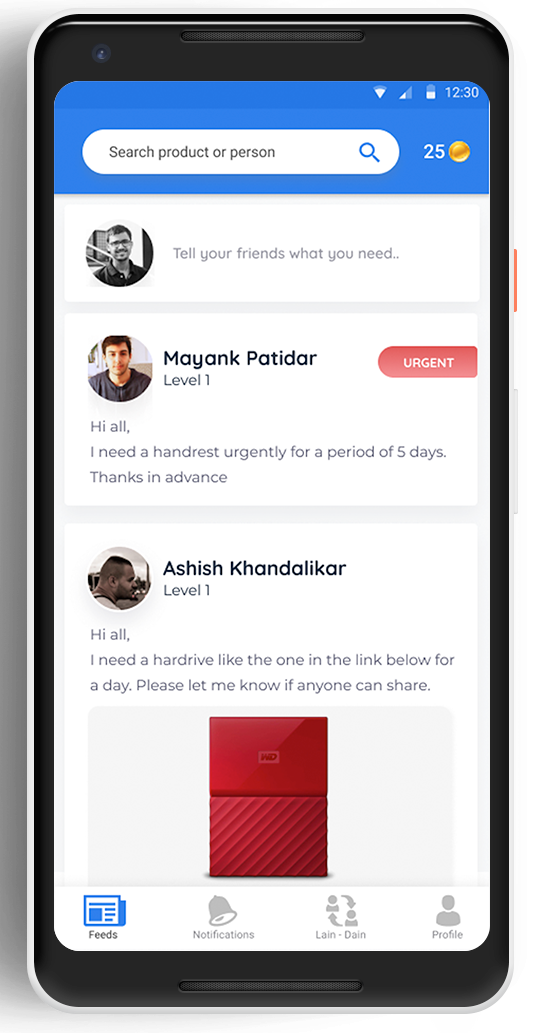 12:30
Search product or person
25
Tell your friends what you need..
Mayank Patidar
URGENT
Level 1
Hi all,
I need a handrest urgently for a period of 5 days.
Thanks in advance
Ashish Khandalikar
Level 1
Hi all,
I need a hardrive like the one in the link below for
a day. Please let me know if anyone can share.
WD
Feeds
Notifications
Lain - Dain
Profile